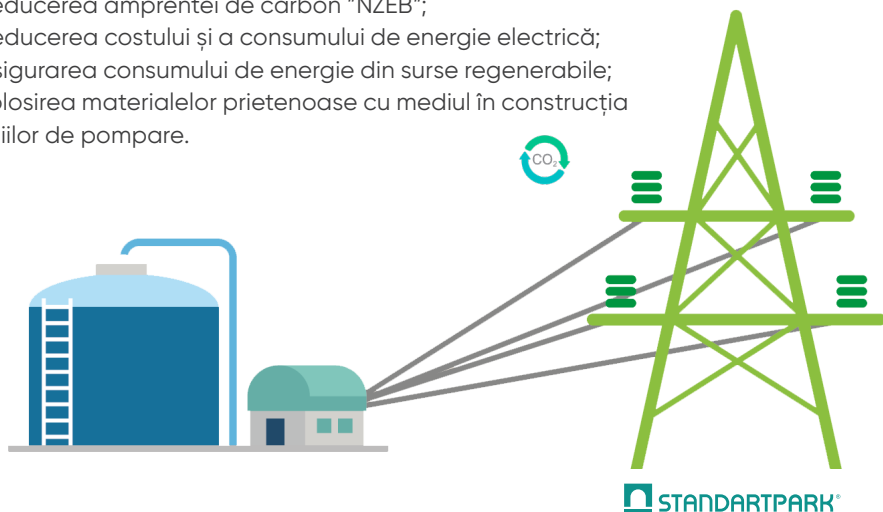 educerea amprentei de carbon "NZEB";
educerea costului și a consumului de energie electrică;
sigurarea consumului de energie din surse regenerabile;
losirea materialelor prietenoase cu mediul în construcția
iilor de pompare.
CO₂
STANDARTPARK®